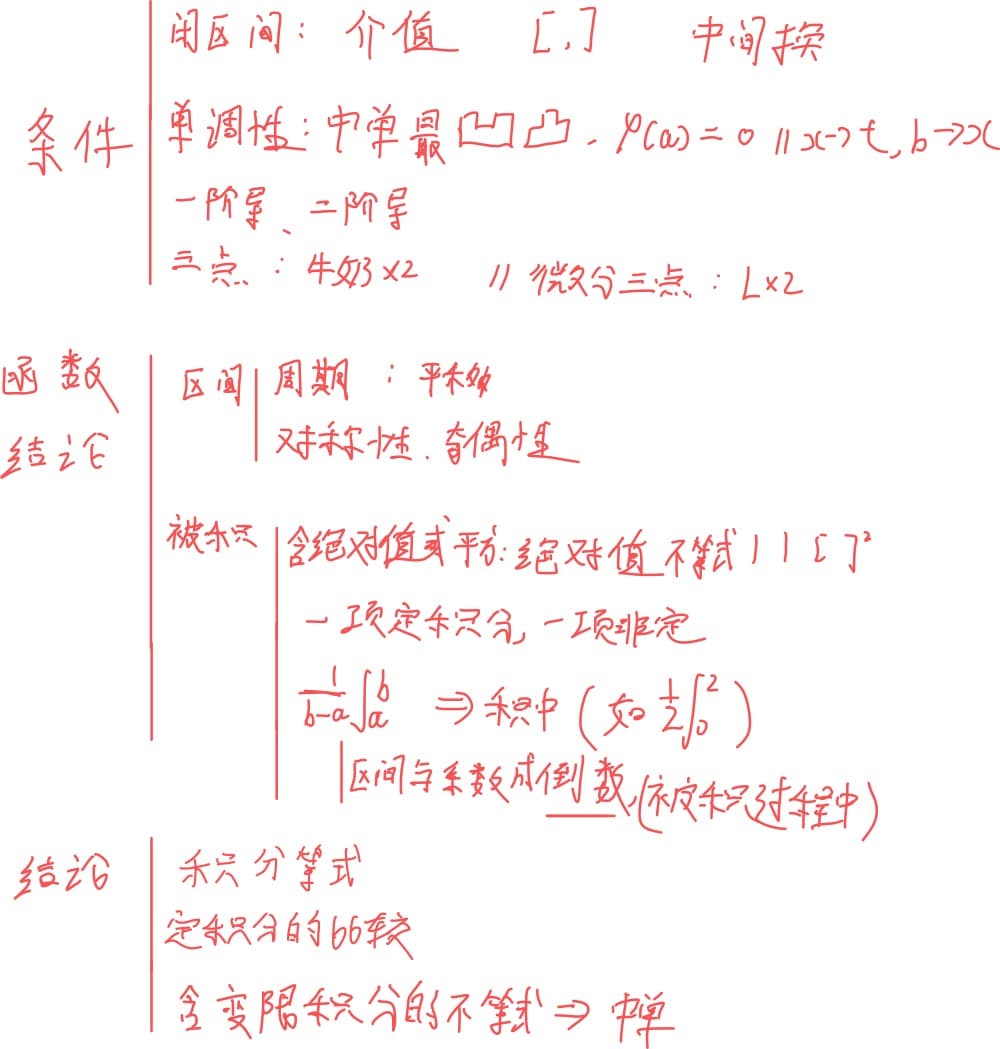 条件
闭区间: 介值 [,] 中间换
单调性: 中单最凹凸、φ(a)=0 // x->t, b->x
一阶导、二阶导
三点: 牛奶×2 // 微分三点: L×2
函数结论
区间
周期: 平移
对称性、奇偶性
被积
含绝对值或平方: 绝对值不等式 | | [ ]²
一项定积分, 一项非定
1/(b-a) ∫_a^b ⇒ 积中 (如 1/2 ∫_0^2)
区间与系数成倒数, (被积过程中)
结论
积分等式
定积分的比较
含变限积分的不等式 ⇒ 中单